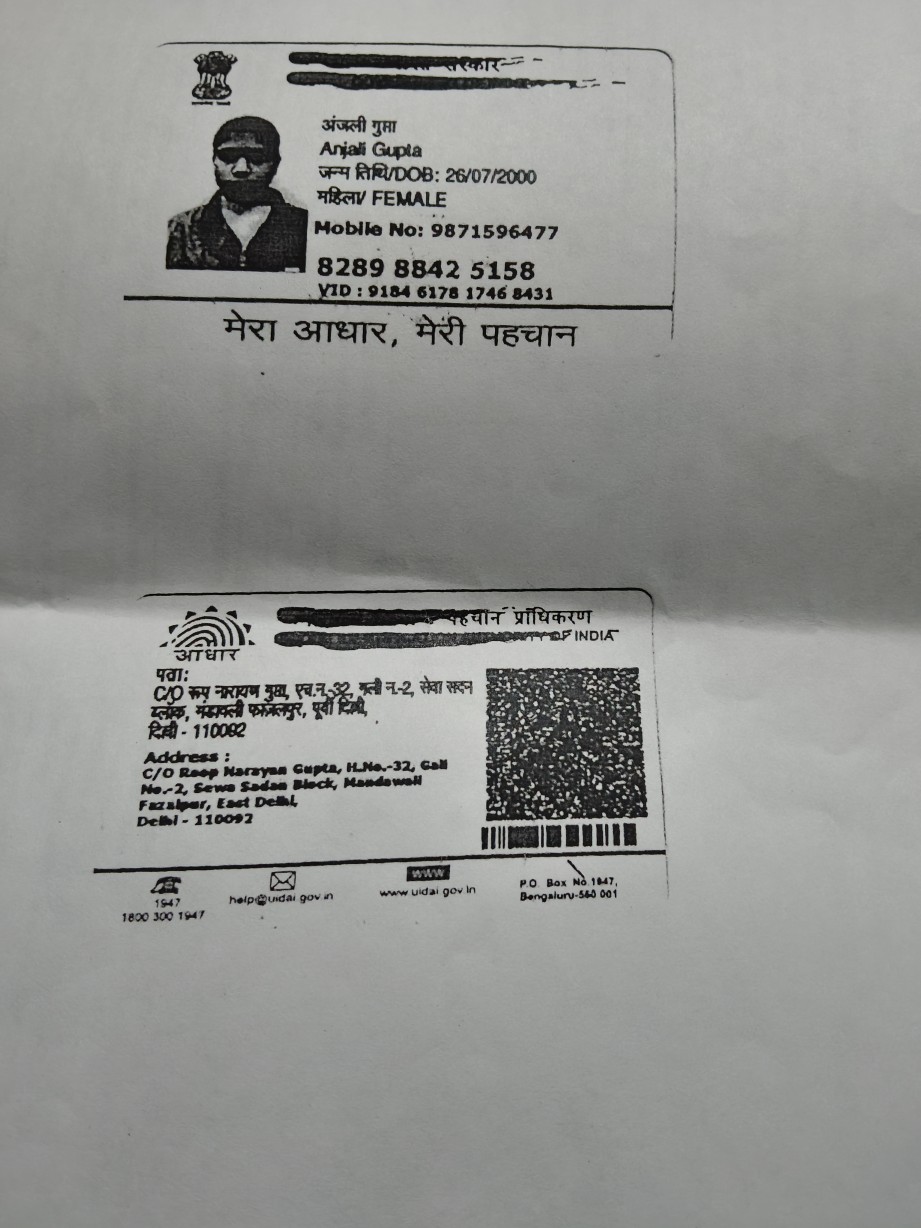 सरकार
अंजली गुप्ता
Anjali Gupta
जन्म तिथि/DOB: 26/07/2000
महिला/ FEMALE
Mobile No: 9871596477
8289 8842 5158
VID : 9184 6178 1746 8431
मेरा आधार, मेरी पहचान
पहचान प्राधिकरण
OF INDIA
आधार
पता:
C/O रूप नारायण गुप्ता, एच.न.-32, गली न.-2, सेवा सदन
ब्लॉक, मंडावली फाजलपुर, पूर्वी दिल्ली,
दिल्ली - 110092
Address :
C/O Roop Narayan Gupta, H.No.-32, Gali
No.-2, Sewa Sadan Block, Mandawali
Fazalpur, East Delhi,
Delhi - 110092
1947
1800 300 1947
help@uidai.gov.in
www
www.uidai.gov.in
P.O. Box No.1947,
Bengaluru-560 001